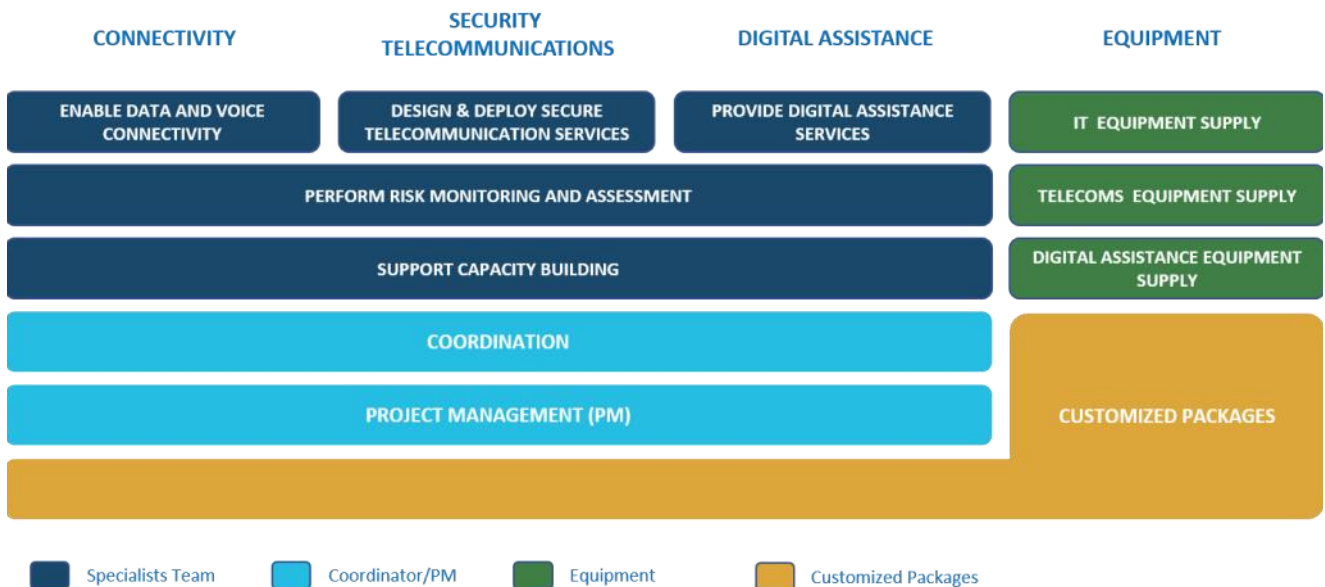 CONNECTIVITY
SECURITY
TELECOMMUNICATIONS
DIGITAL ASSISTANCE
EQUIPMENT
ENABLE DATA AND VOICE
CONNECTIVITY
DESIGN & DEPLOY SECURE
TELECOMMUNICATION SERVICES
PROVIDE DIGITAL ASSISTANCE
SERVICES
IT EQUIPMENT SUPPLY
PERFORM RISK MONITORING AND ASSESSMENT
TELECOMS EQUIPMENT SUPPLY
SUPPORT CAPACITY BUILDING
DIGITAL ASSISTANCE EQUIPMENT
SUPPLY
COORDINATION
PROJECT MANAGEMENT (PM)
CUSTOMIZED PACKAGES
Specialists Team
Coordinator/PM
Equipment
Customized Packages